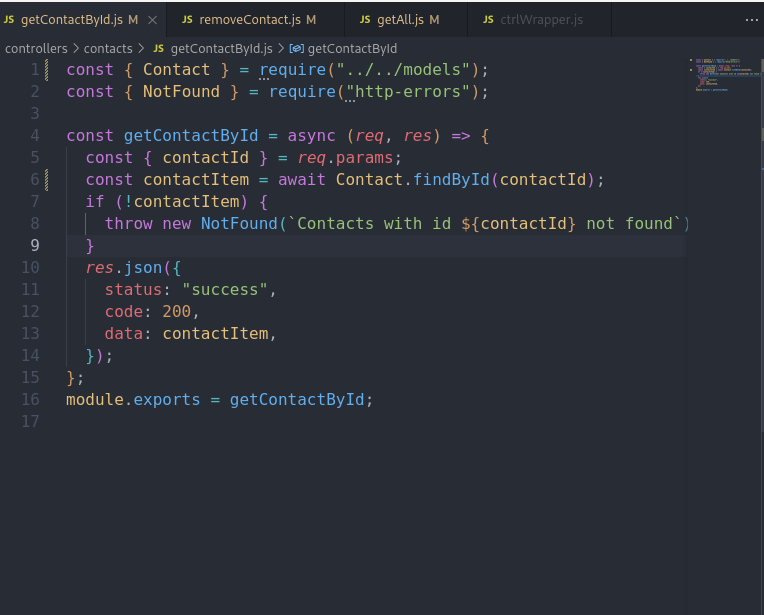 JS getContactById.js M × JS removeContact.js M JS getAll.js M JS ctrlWrapper.js ...
controllers > contacts > JS getContactById.js > getContactById
1 const { Contact } = require("../../models");
2 const { NotFound } = require("http-errors");
3
4 const getContactById = async (req, res) => {
5 const { contactId } = req.params;
6 const contactItem = await Contact.findById(contactId);
7 if (!contactItem) {
8 throw new NotFound(`Contacts with id ${contactId} not found`)
9 }
10 res.json({
11 status: "success",
12 code: 200,
13 data: contactItem,
14 });
15 };
16 module.exports = getContactById;
17